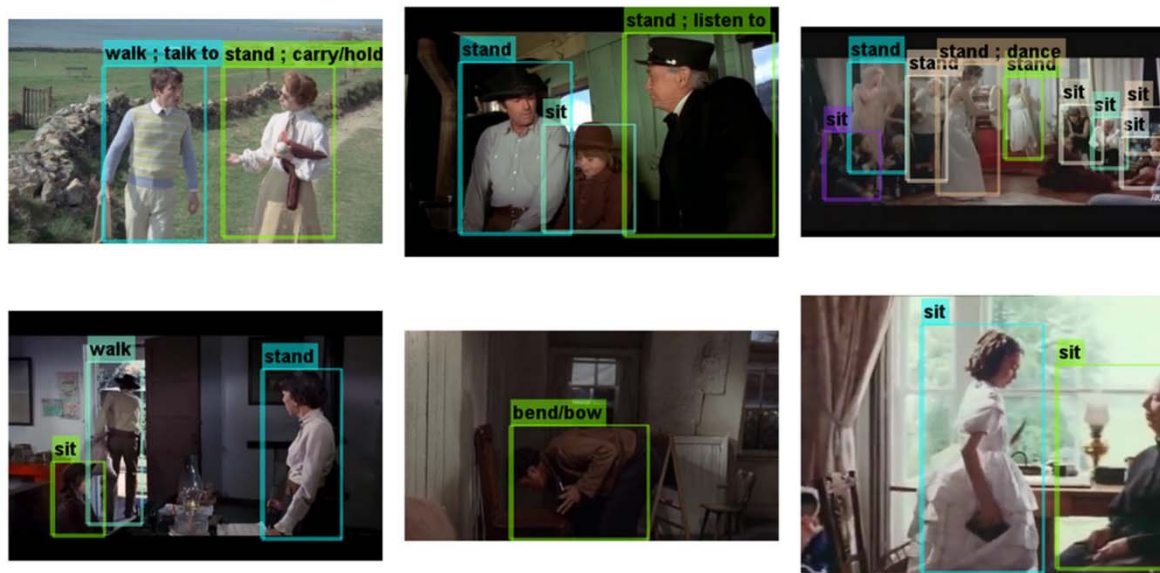 walk ; talk to
stand ; carry/hold
stand
sit
stand ; listen to
stand
stand ; dance
stand
stand
sit
sit
sit
sit
sit
walk
stand
sit
bend/bow
sit
sit